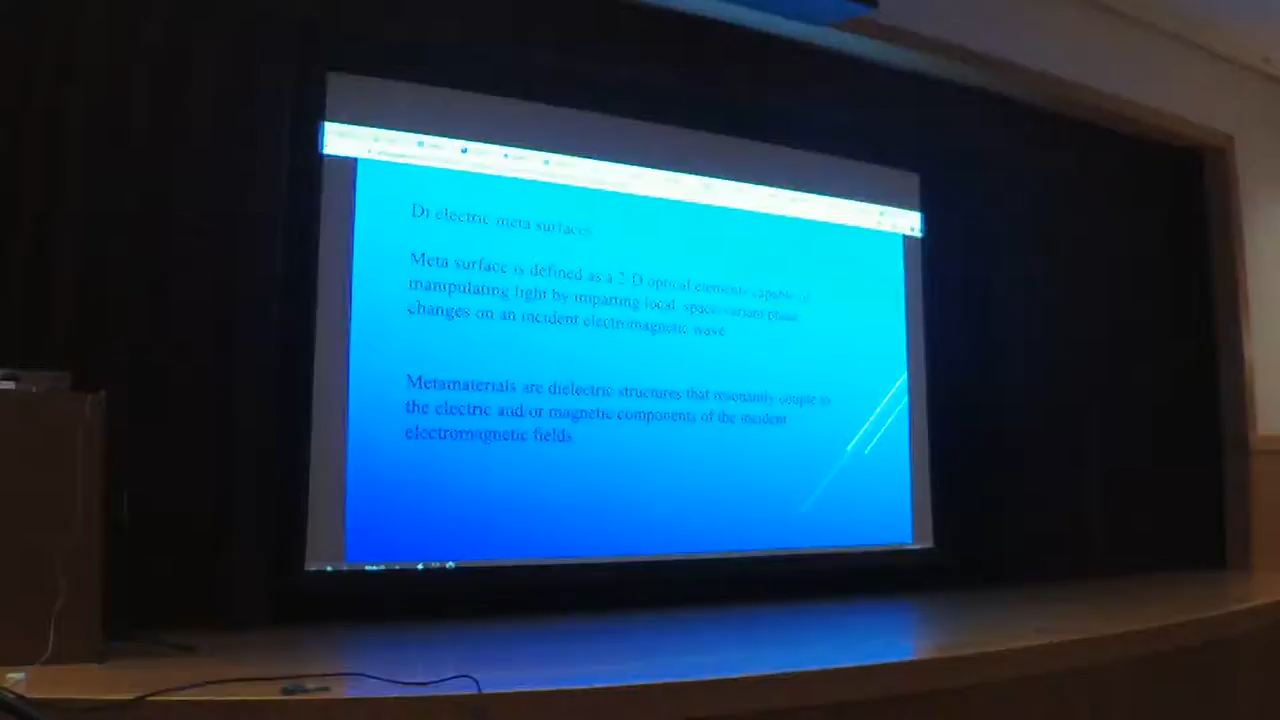 Di electric meta surfaces
Meta surface is defined as a 2-D optical elements capable of
manipulating light by imparting local, space-variant phase
changes on an incident electromagnetic wave
Metamaterials are dielectric structures that resonantly couple to
the electric and/or magnetic components of the incident
electromagnetic fields